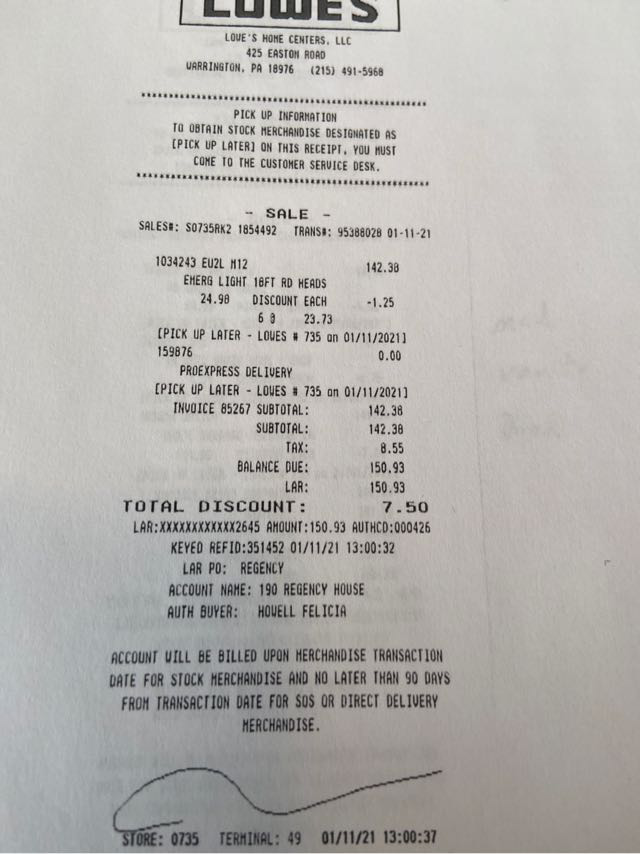 LOWE'S
LOWE'S HOME CENTERS, LLC
425 EASTON ROAD
WARRINGTON, PA 18976 (215) 491-5968
PICK UP INFORMATION
TO OBTAIN STOCK MERCHANDISE DESIGNATED AS
[PICK UP LATER] ON THIS RECEIPT, YOU MUST
COME TO THE CUSTOMER SERVICE DESK.
- SALE -
SALES#: S0735RK2 1854492 TRANS#: 95388028 01-11-21
1034243 EU2L M12 142.38
EMERG LIGHT 18FT RD HEADS
24.98 DISCOUNT EACH -1.25
6 @ 23.73
[PICK UP LATER - LOWES # 735 on 01/11/2021]
159876 0.00
PROEXPRESS DELIVERY
[PICK UP LATER - LOWES # 735 on 01/11/2021]
INVOICE 85267 SUBTOTAL: 142.38
SUBTOTAL: 142.38
TAX: 8.55
BALANCE DUE: 150.93
LAR: 150.93
TOTAL DISCOUNT: 7.50
LAR:XXXXXXXXXXXX2645 AMOUNT:150.93 AUTHCD:000426
KEYED REFID:351452 01/11/21 13:00:32
LAR PO: REGENCY
ACCOUNT NAME: 190 REGENCY HOUSE
AUTH BUYER: HOWELL FELICIA
ACCOUNT WILL BE BILLED UPON MERCHANDISE TRANSACTION
DATE FOR STOCK MERCHANDISE AND NO LATER THAN 90 DAYS
FROM TRANSACTION DATE FOR SOS OR DIRECT DELIVERY
MERCHANDISE.
STORE: 0735 TERMINAL: 49 01/11/21 13:00:37